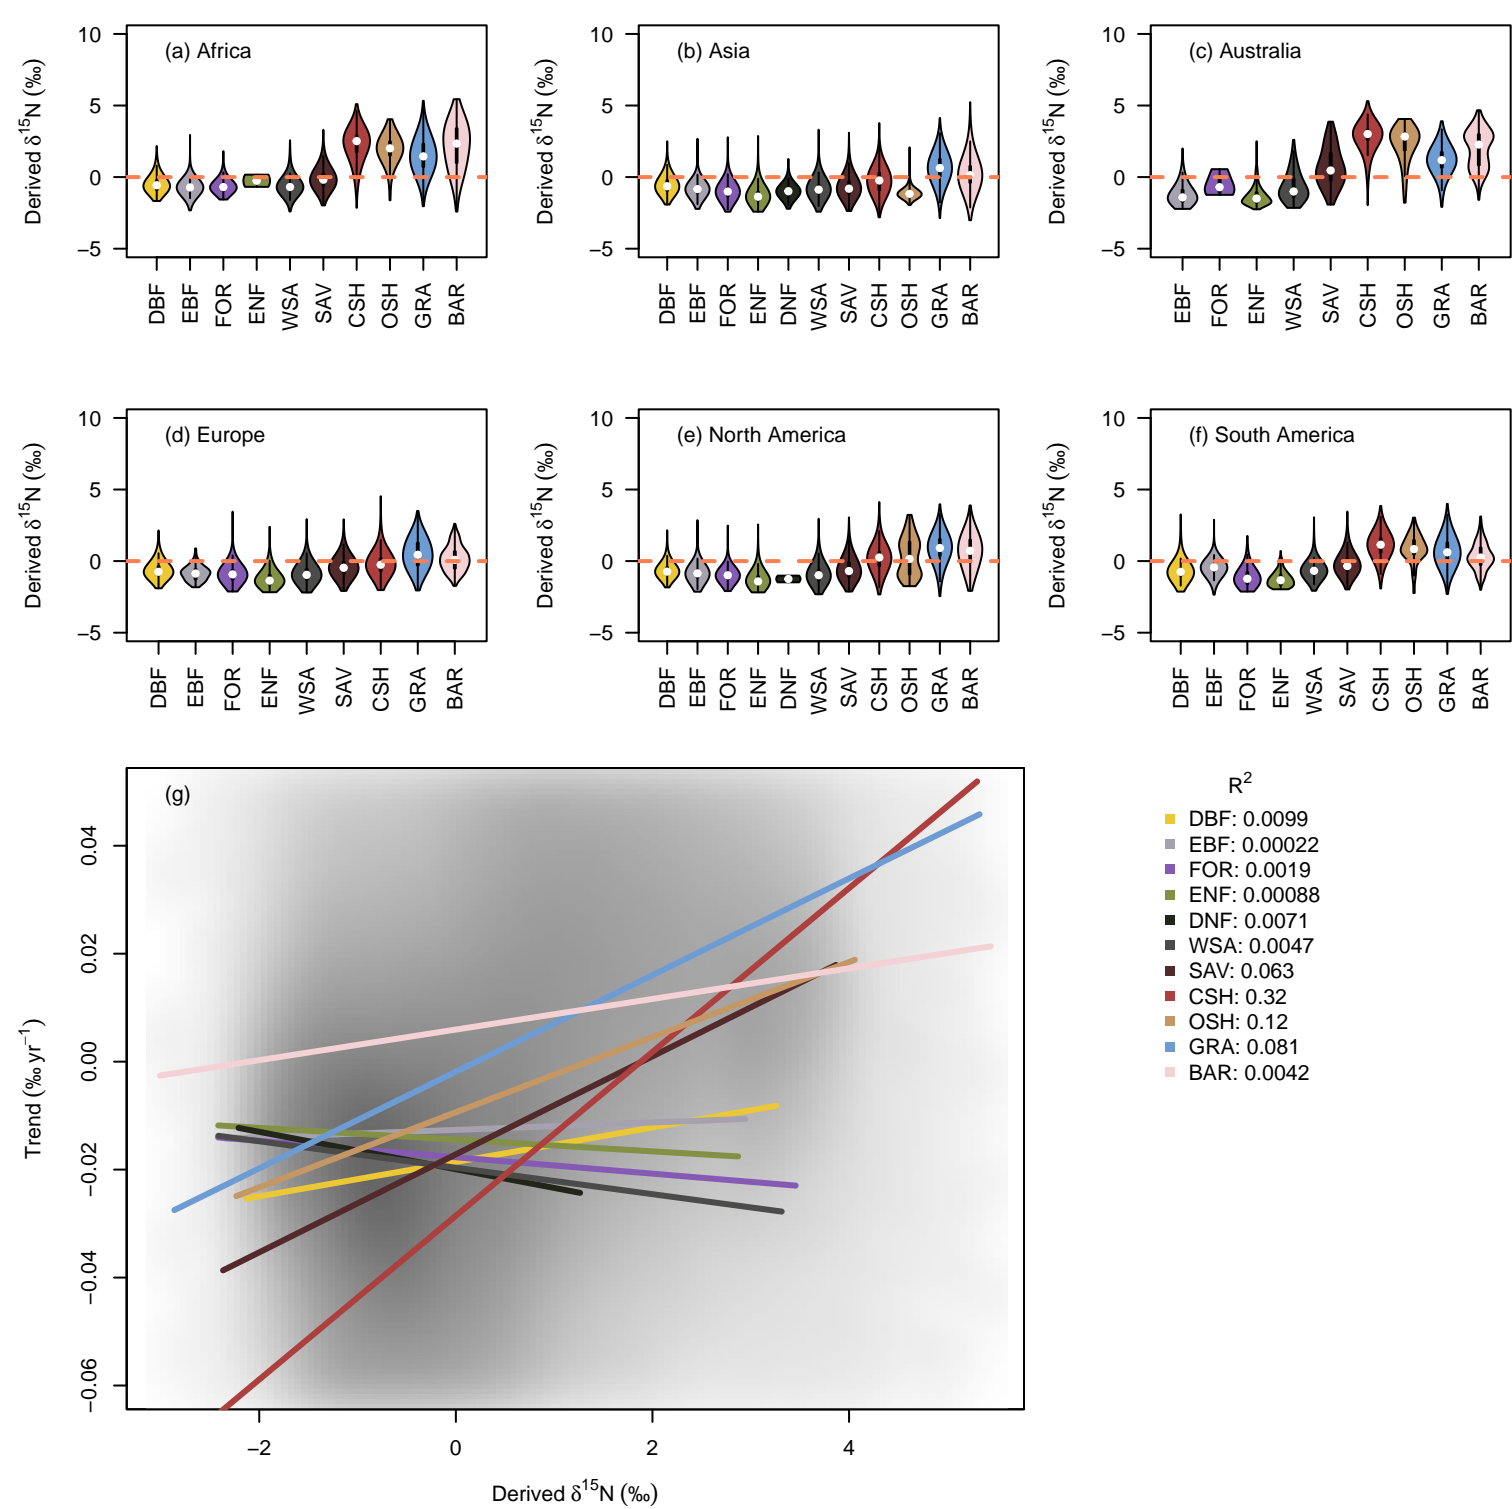 (a) Africa
Derived δ15N (‰)
10
5
0
−5
DBF
EBF
FOR
ENF
WSA
SAV
CSH
OSH
GRA
BAR
(b) Asia
Derived δ15N (‰)
10
5
0
−5
DBF
EBF
FOR
ENF
DNF
WSA
SAV
CSH
OSH
GRA
BAR
(c) Australia
Derived δ15N (‰)
10
5
0
−5
EBF
FOR
ENF
WSA
SAV
CSH
OSH
GRA
BAR
(d) Europe
Derived δ15N (‰)
10
5
0
−5
DBF
EBF
FOR
ENF
WSA
SAV
CSH
GRA
BAR
(e) North America
Derived δ15N (‰)
10
5
0
−5
DBF
EBF
FOR
ENF
DNF
WSA
SAV
CSH
OSH
GRA
BAR
(f) South America
Derived δ15N (‰)
10
5
0
−5
DBF
EBF
FOR
ENF
WSA
SAV
CSH
OSH
GRA
BAR
(g)
Trend (‰ yr−1)
0.04
0.02
0.00
−0.02
−0.04
−0.06
−2
0
2
4
Derived δ15N (‰)
R2
DBF: 0.0099
EBF: 0.00022
FOR: 0.0019
ENF: 0.00088
DNF: 0.0071
WSA: 0.0047
SAV: 0.063
CSH: 0.32
OSH: 0.12
GRA: 0.081
BAR: 0.0042